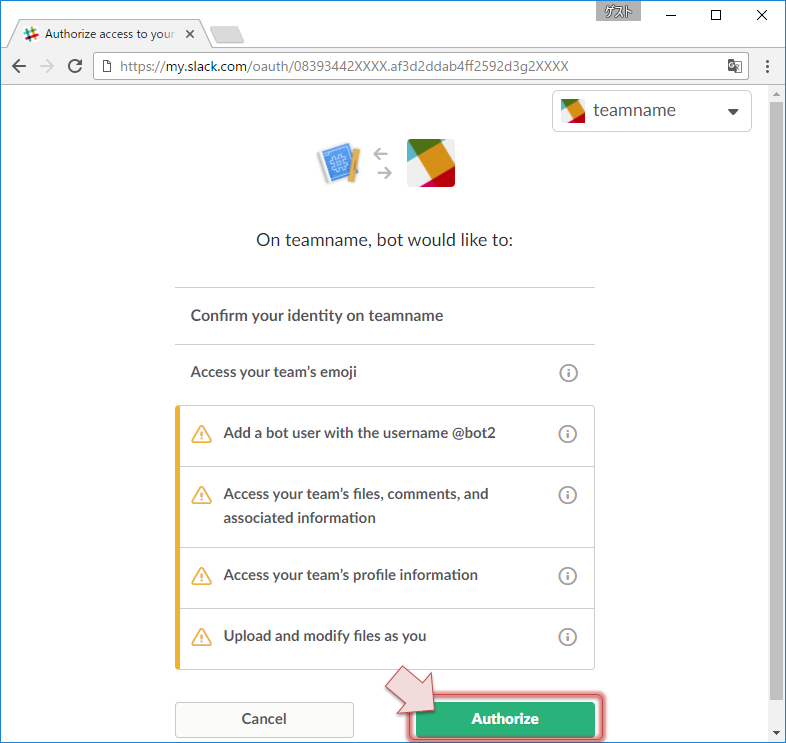 ゲスト
Authorize access to your
https://my.slack.com/oauth/08393442XXXX.af3d2ddab4ff2592d3g2XXXX
teamname
On teamname, bot would like to:
Confirm your identity on teamname
Access your team's emoji
Add a bot user with the username @bot2
Access your team's files, comments, and
associated information
Access your team's profile information
Upload and modify files as you
Cancel
Authorize